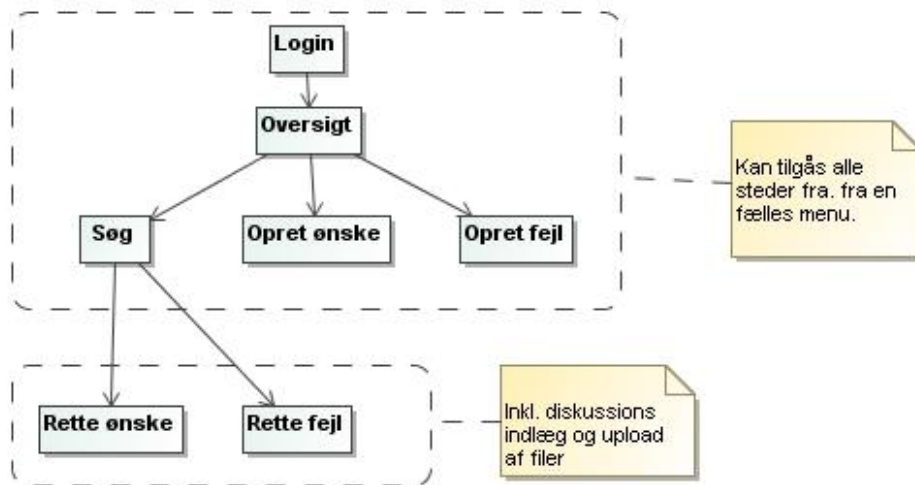 Login
Oversigt
Kan tilgås alle
steder fra. fra en
fælles menu.
Søg
Opret ønske
Opret fejl
Rette ønske
Rette fejl
Inkl. diskussions
indlæg og upload
af filer